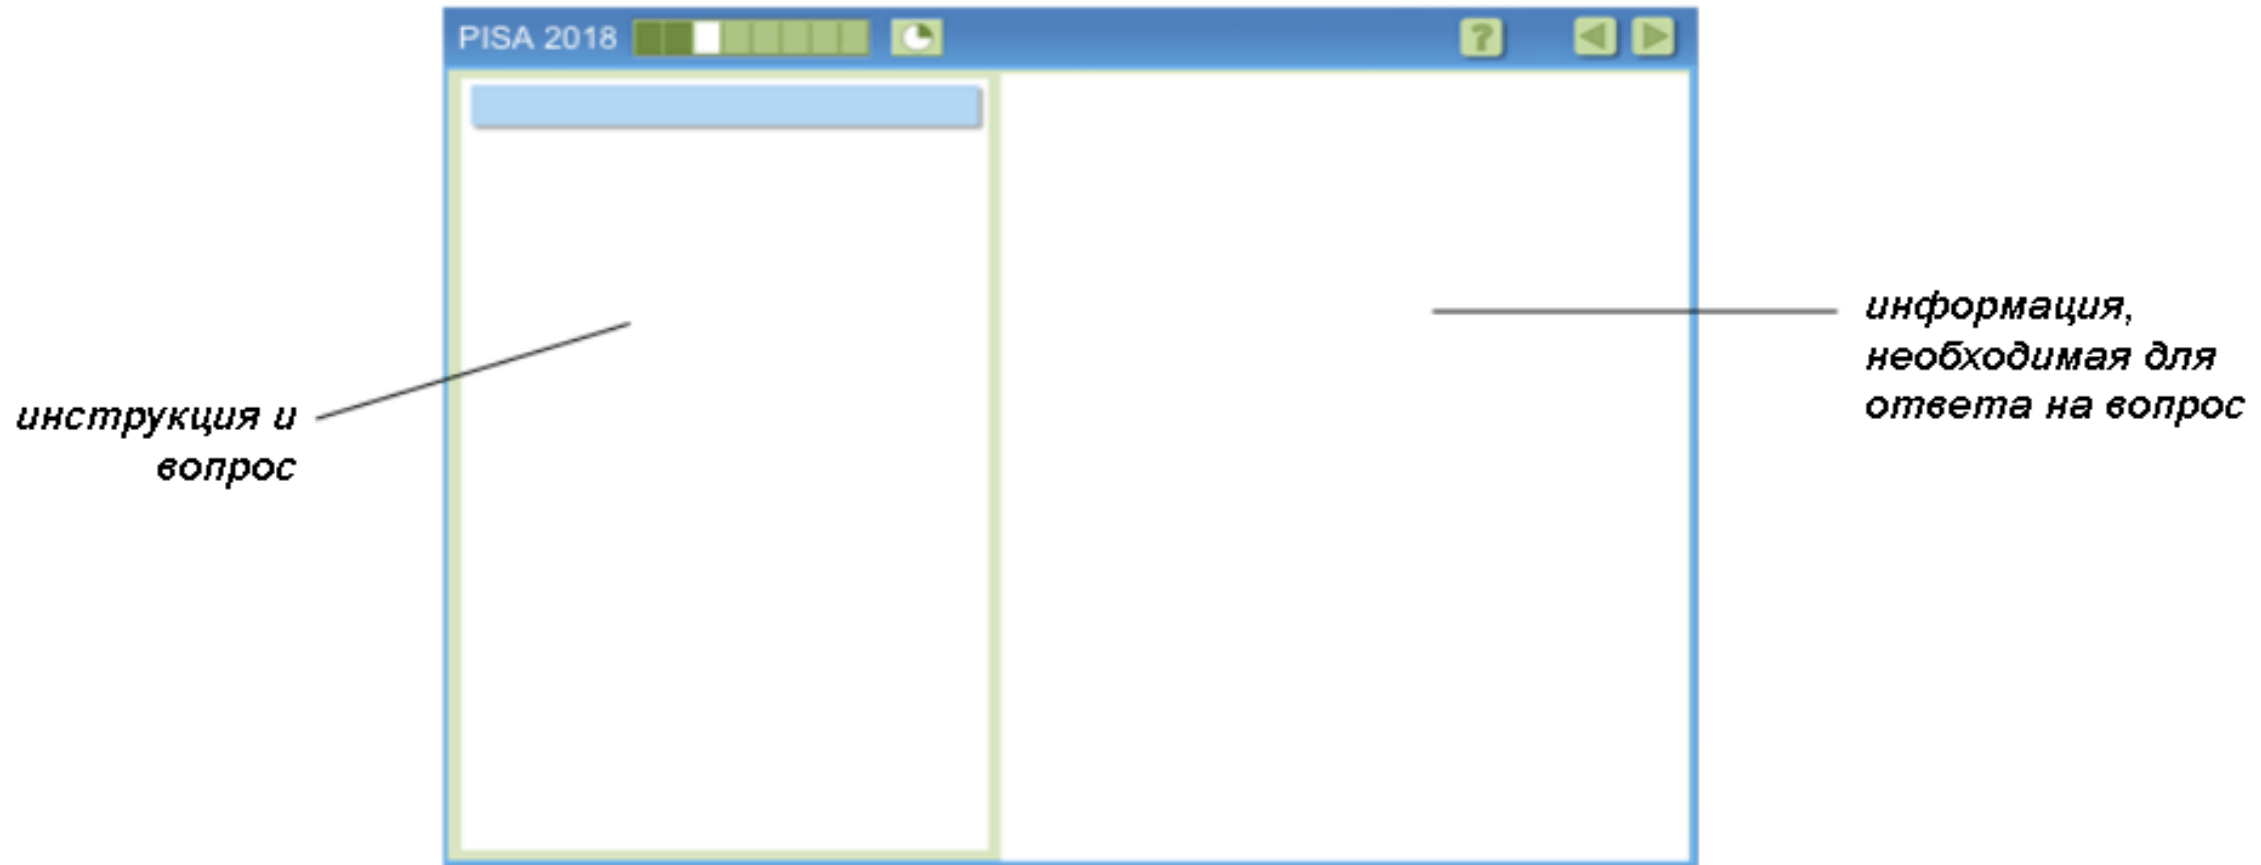 PISA 2018
?
инструкция и
вопрос
информация,
необходимая для
ответа на вопрос